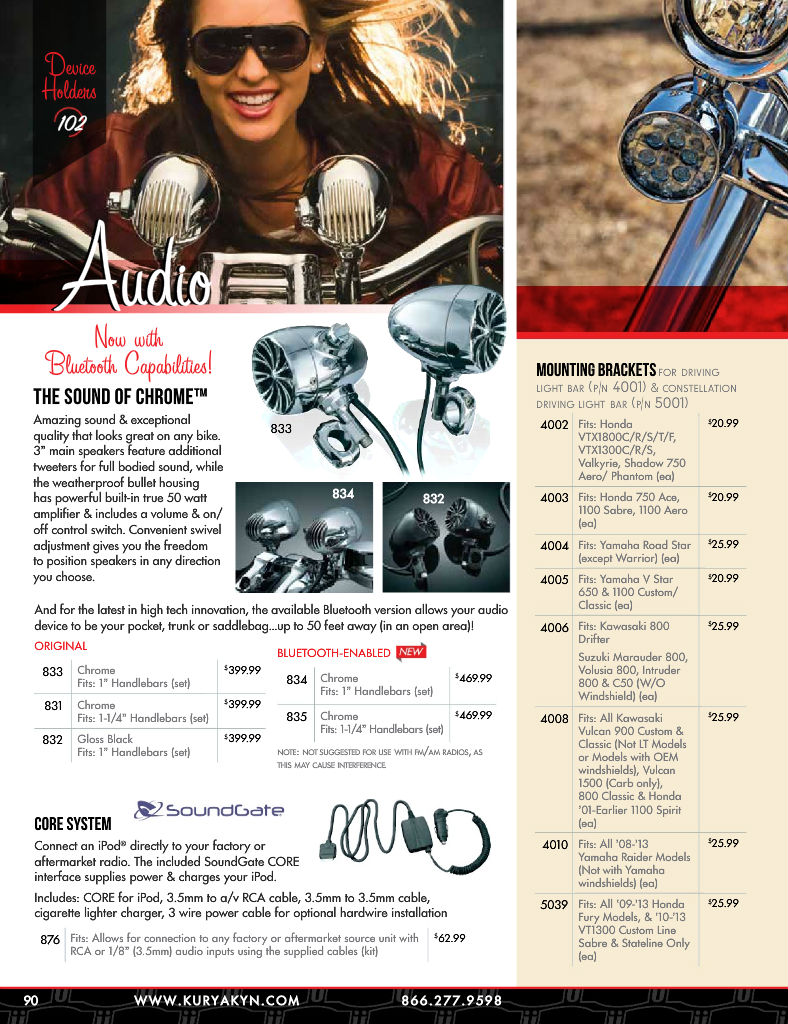 Device
Holders
102
Audio
Now with
Bluetooth Capabilities!
THE SOUND OF CHROME™
Amazing sound & exceptional
quality that looks great on any bike.
3” main speakers feature additional
tweeters for full bodied sound, while
the weatherproof bullet housing
has powerful built-in true 50 watt
amplifier & includes a volume & on/
off control switch. Convenient swivel
adjustment gives you the freedom
to position speakers in any direction
you choose.
833
834
832
And for the latest in high tech innovation, the available Bluetooth version allows your audio
device to be your pocket, trunk or saddlebag...up to 50 feet away (in an open area)!
ORIGINAL
833 Chrome $399.99
Fits: 1” Handlebars (set)
831 Chrome $399.99
Fits: 1-1/4” Handlebars (set)
832 Gloss Black $399.99
Fits: 1” Handlebars (set)
BLUETOOTH-ENABLED NEW
834 Chrome $469.99
Fits: 1” Handlebars (set)
835 Chrome $469.99
Fits: 1-1/4” Handlebars (set)
NOTE: NOT SUGGESTED FOR USE WITH FM/AM RADIOS, AS
THIS MAY CAUSE INTERFERENCE.
SOUNDGATE
CORE SYSTEM
Connect an iPod® directly to your factory or
aftermarket radio. The included SoundGate CORE
interface supplies power & charges your iPod.
Includes: CORE for iPod, 3.5mm to a/v RCA cable, 3.5mm to 3.5mm cable,
cigarette lighter charger, 3 wire power cable for optional hardwire installation
876 Fits: Allows for connection to any factory or aftermarket source unit with $62.99
RCA or 1/8” (3.5mm) audio inputs using the supplied cables (kit)
MOUNTING BRACKETS FOR DRIVING
LIGHT BAR (P/N 4001) & CONSTELLATION
DRIVING LIGHT BAR (P/N 5001)
4002 Fits: Honda $20.99
VTX1800C/R/S/T/F,
VTX1300C/R/S,
Valkyrie, Shadow 750
Aero/ Phantom (ea)
4003 Fits: Honda 750 Ace, $20.99
1100 Sabre, 1100 Aero
(ea)
4004 Fits: Yamaha Road Star $25.99
(except Warrior) (ea)
4005 Fits: Yamaha V Star $20.99
650 & 1100 Custom/
Classic (ea)
4006 Fits: Kawasaki 800 $25.99
Drifter
Suzuki Marauder 800,
Volusia 800, Intruder
800 & C50 (W/O
Windshield) (ea)
4008 Fits: All Kawasaki $25.99
Vulcan 900 Custom &
Classic (Not LT Models
or Models with OEM
windshields), Vulcan
1500 (Carb only),
800 Classic & Honda
’01-Earlier 1100 Spirit
(ea)
4010 Fits: All ’08-’13 $25.99
Yamaha Raider Models
(Not with Yamaha
windshields) (ea)
5039 Fits: All ’09-’13 Honda $25.99
Fury Models, & ’10-’13
VT1300 Custom Line
Sabre & Stateline Only
(ea)
90 WWW.KURYAKYN.COM 866.277.9598